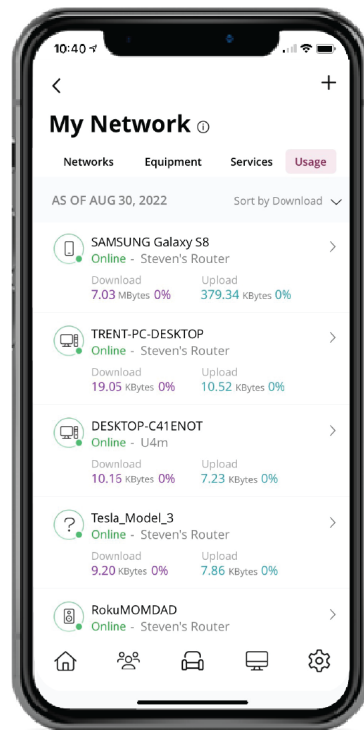 10:40
My Network
Networks Equipment Services Usage
AS OF AUG 30, 2022 Sort by Download
SAMSUNG Galaxy S8
Online - Steven's Router
Download Upload
7.03 MBytes 0% 379.34 KBytes 0%
TRENT-PC-DESKTOP
Online - Steven's Router
Download Upload
19.05 KBytes 0% 10.52 KBytes 0%
DESKTOP-C41ENOT
Online - U4m
Download Upload
10.16 KBytes 0% 7.23 KBytes 0%
Tesla_Model_3
Online - Steven's Router
Download Upload
9.20 KBytes 0% 7.86 KBytes 0%
RokuMOMDAD
Online - Steven's Router